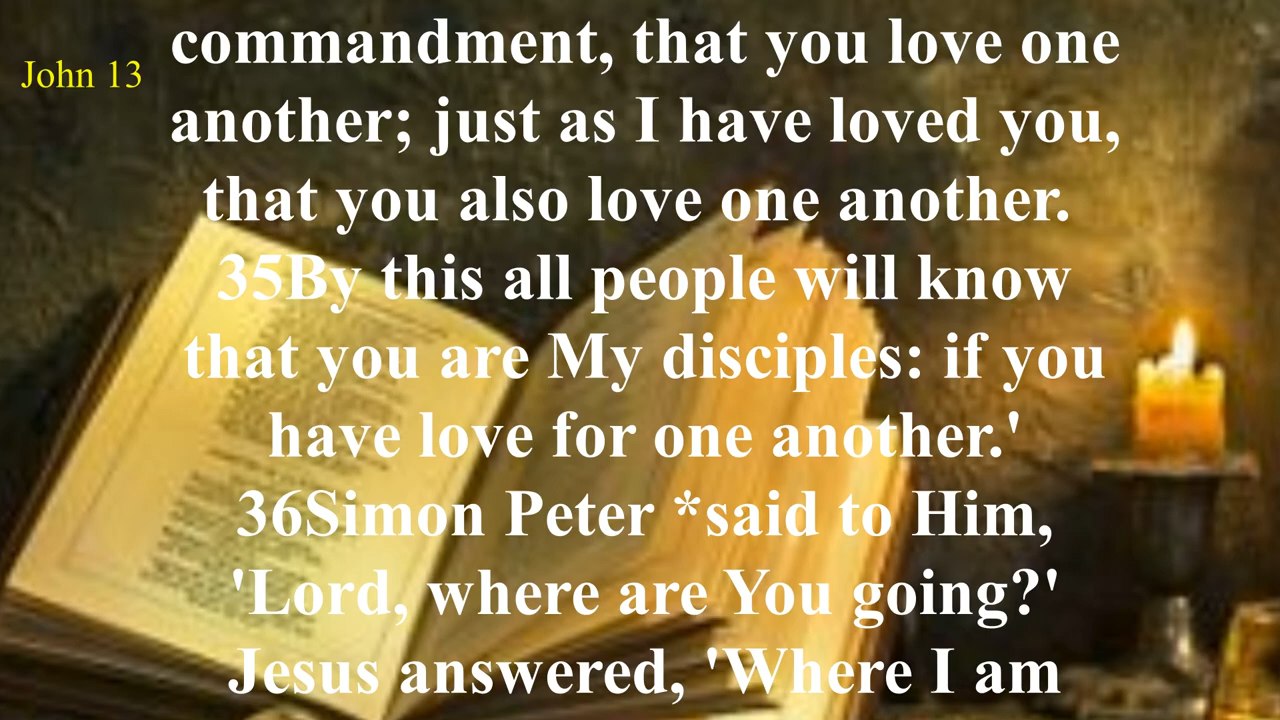 John 13
commandment, that you love one
another; just as I have loved you,
that you also love one another.
35By this all people will know
that you are My disciples: if you
have love for one another.'
36Simon Peter *said to Him,
'Lord, where are You going?'
Jesus answered, 'Where I am